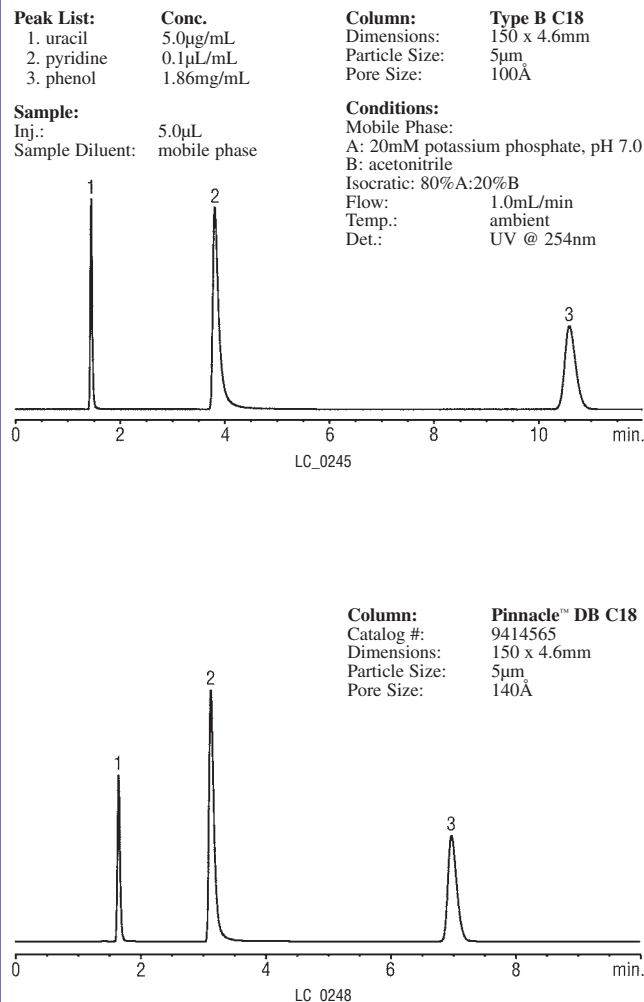 Peak List: Conc.
1. uracil 5.0µg/mL
2. pyridine 0.1µL/mL
3. phenol 1.86mg/mL
Sample:
Inj.: 5.0µL
Sample Diluent: mobile phase
Column: Type B C18
Dimensions: 150 x 4.6mm
Particle Size: 5µm
Pore Size: 100Å
Conditions:
Mobile Phase:
A: 20mM potassium phosphate, pH 7.0
B: acetonitrile
Isocratic: 80%A:20%B
Flow: 1.0mL/min
Temp.: ambient
Det.: UV @ 254nm
1
2
3
0 2 4 6 8 10 min.
LC_0245
Column: Pinnacle™ DB C18
Catalog #: 9414565
Dimensions: 150 x 4.6mm
Particle Size: 5µm
Pore Size: 140Å
1
2
3
0 2 4 6 8 min.
LC_0248